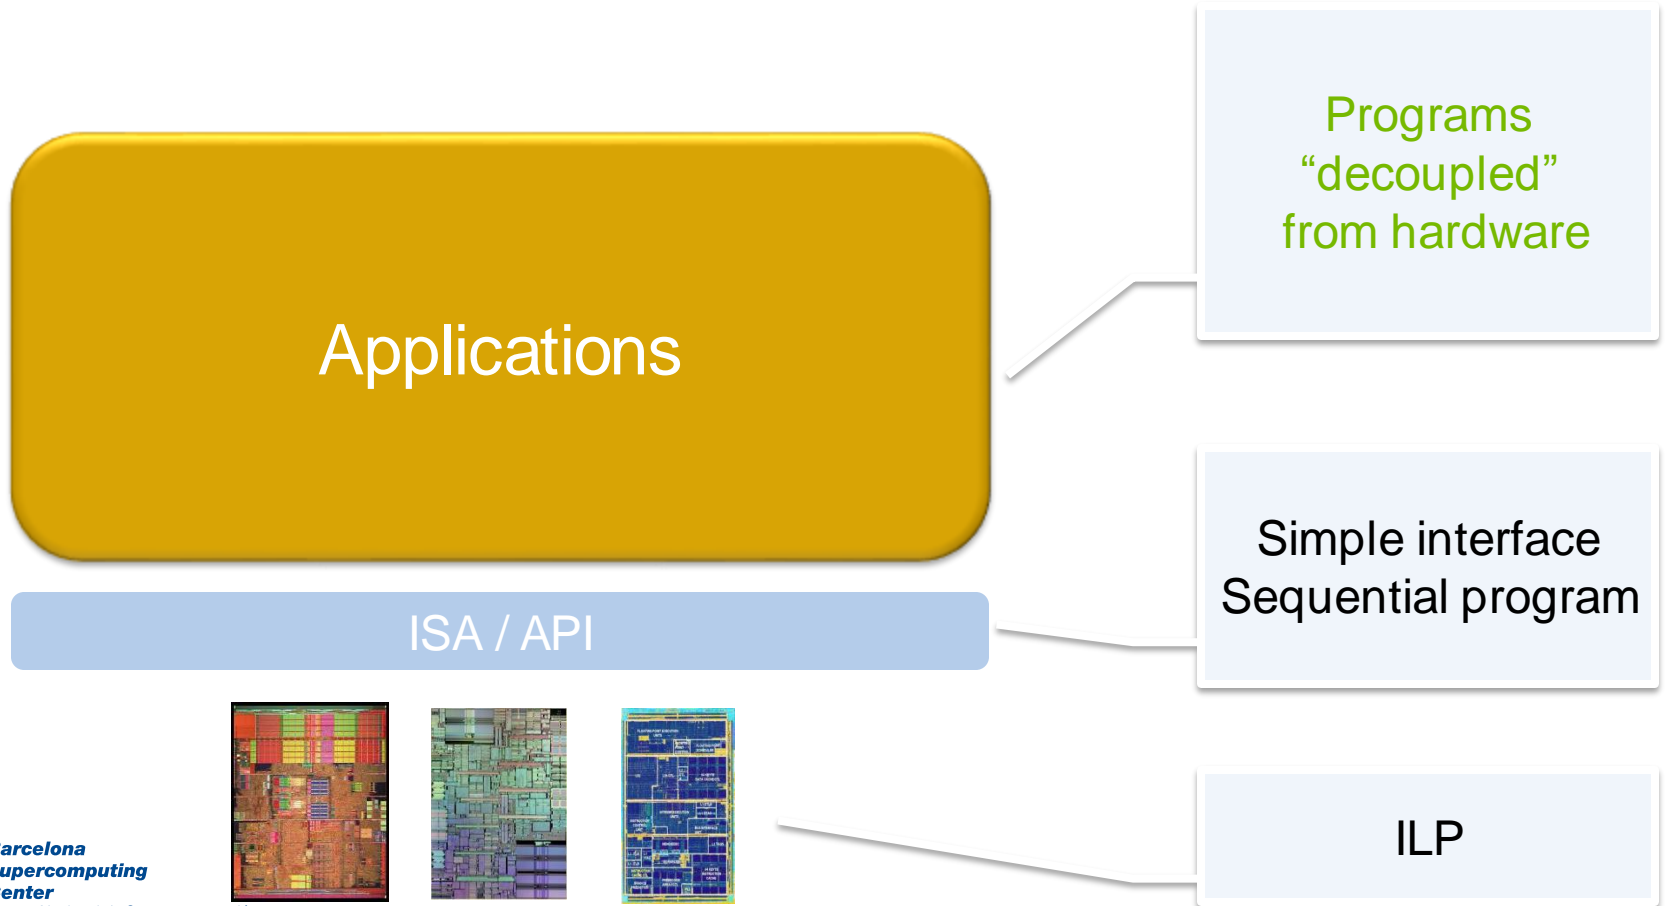 Programs
“decoupled”
from hardware
Applications
Simple interface
Sequential program
ISA / API
ILP
arcelona
upercomputing
enter